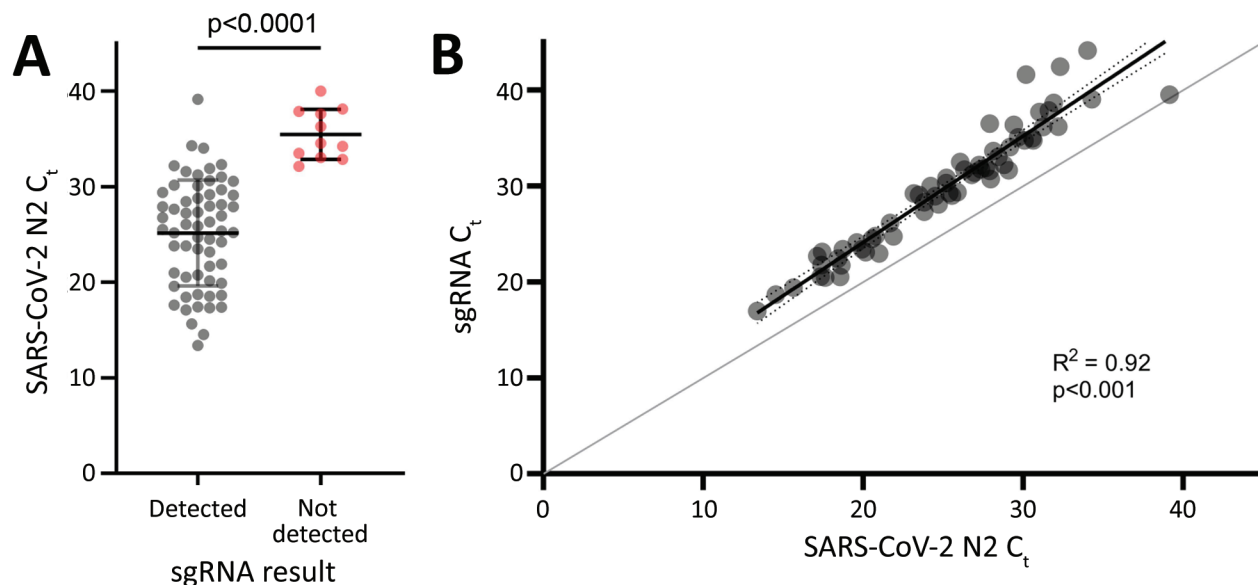 A
p<0.0001
SARS-CoV-2 N2 Ct
40
30
20
10
0
Detected
Not
detected
sgRNA result
B
sgRNA Ct
40
30
20
10
0
R2 = 0.92
p<0.001
0
10
20
30
40
SARS-CoV-2 N2 Ct